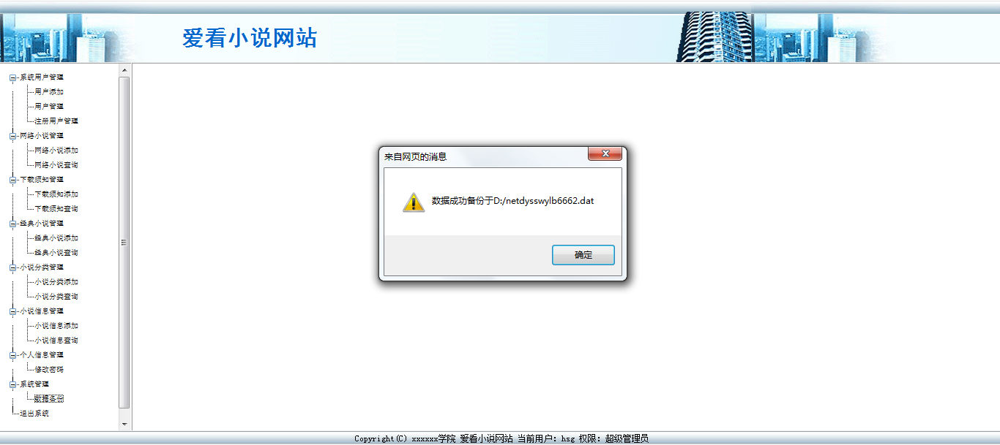 爱看小说网站
系统用户管理
用户添加
用户管理
注册用户管理
网络小说管理
网络小说添加
网络小说查询
下载须知管理
下载须知添加
下载须知查询
经典小说管理
经典小说添加
经典小说查询
小说分类管理
小说分类添加
小说分类查询
小说信息管理
小说信息添加
小说信息查询
个人信息管理
修改密码
系统管理
数据备份
退出系统
来自网页的消息
数据成功备份于D:/netdysswylb6662.dat
确定
Copyright(C) xxxxxx学院 爱看小说网站 当前用户: hsg 权限: 超级管理员